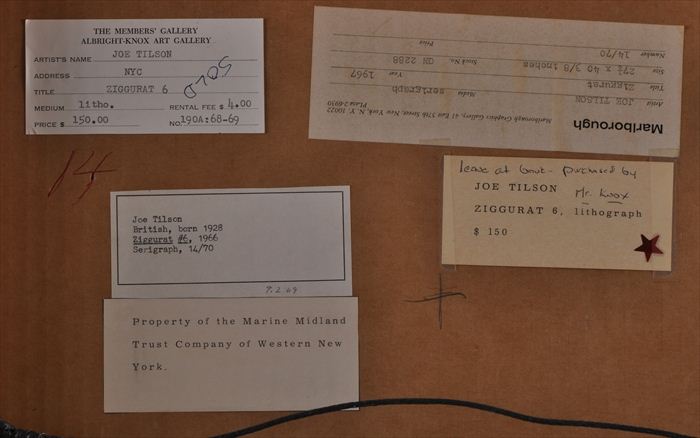 THE MEMBERS' GALLERY
ALBRIGHT-KNOX ART GALLERY
ARTIST'S NAME JOE TILSON
ADDRESS NYC
TITLE ZIGGURAT 6
MEDIUM litho. RENTAL FEE $ 4.00
PRICE $ 150.00 NO.190A:68-69
SOLD
Marlborough
Marlborough Graphics Gallery, 41 East 57th Street, New York, N. Y. 10022
PLaza 2-6930
Artist JOE TILSON
Title Ziggurat Media serigraph
Size 27½ x 40 3/8 inches Year 1967
Number 14/70 Stock No. GN 2288
Price
14
leave at front - purchased by
Mr. Knox
JOE TILSON
ZIGGURAT 6, lithograph
$ 150
Joe Tilson
British, born 1928
Ziggurat #6, 1966
Serigraph, 14/70
7.2 69
Property of the Marine Midland
Trust Company of Western New
York.